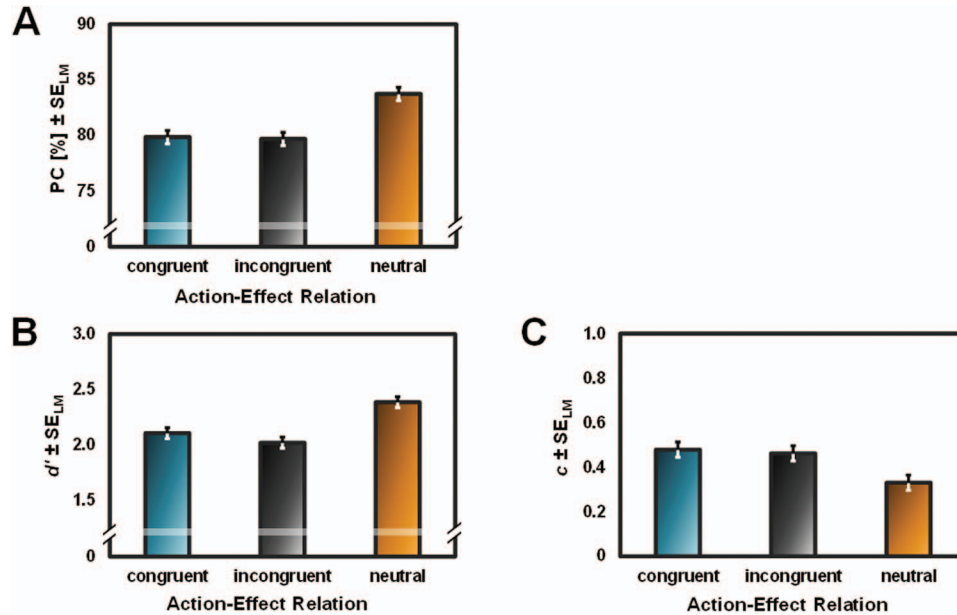 A
PC [%] ± SE_LM
90
85
80
75
0
congruent incongruent neutral
Action-Effect Relation
B
d' ± SE_LM
3.0
2.5
2.0
1.5
0
congruent incongruent neutral
Action-Effect Relation
C
c ± SE_LM
1.0
0.8
0.6
0.4
0.2
0
congruent incongruent neutral
Action-Effect Relation